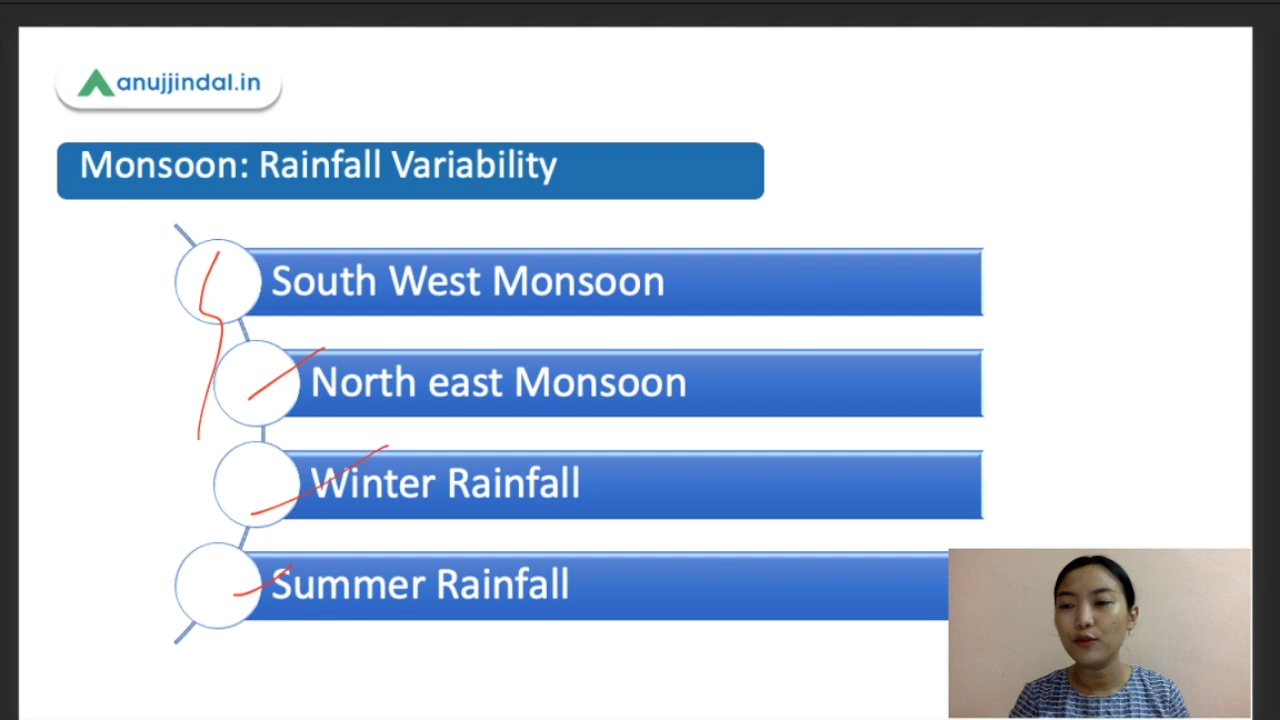 anujjindal.in
Monsoon: Rainfall Variability
South West Monsoon
North east Monsoon
Winter Rainfall
Summer Rainfall